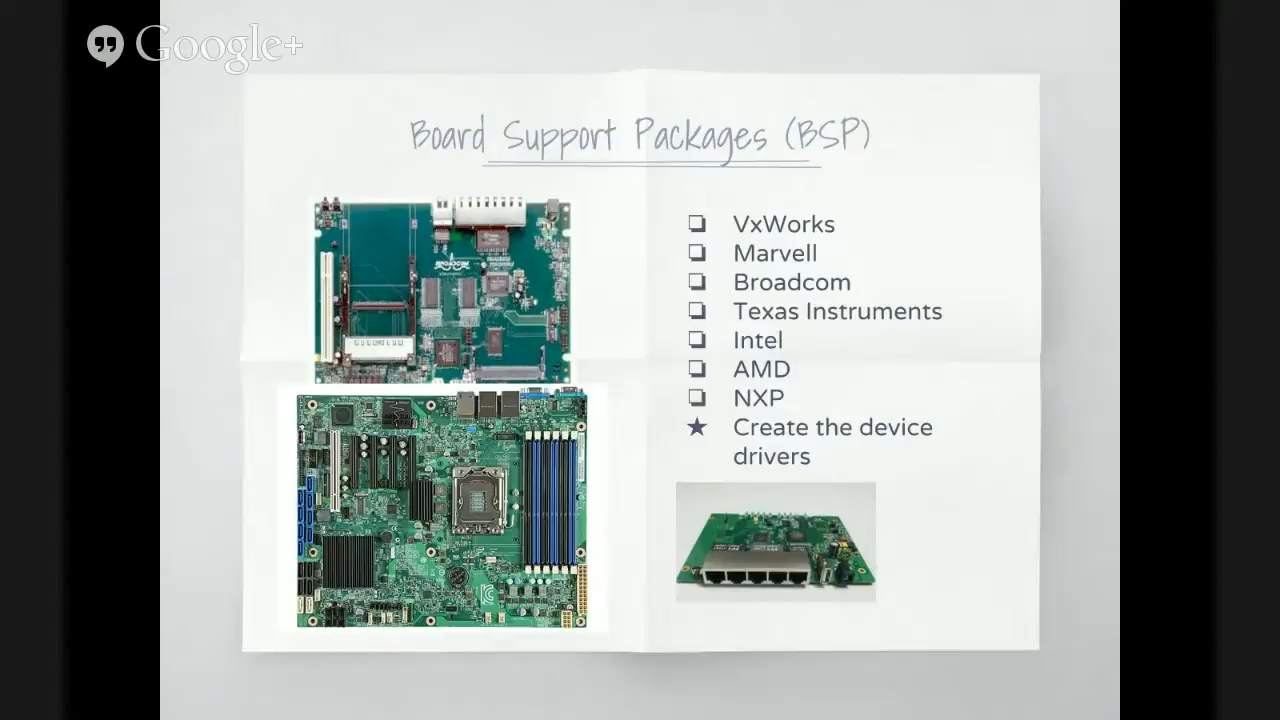 Google+
Board Support Packages (BSP)
VxWorks
Marvell
Broadcom
Texas Instruments
Intel
AMD
NXP
Create the device
drivers